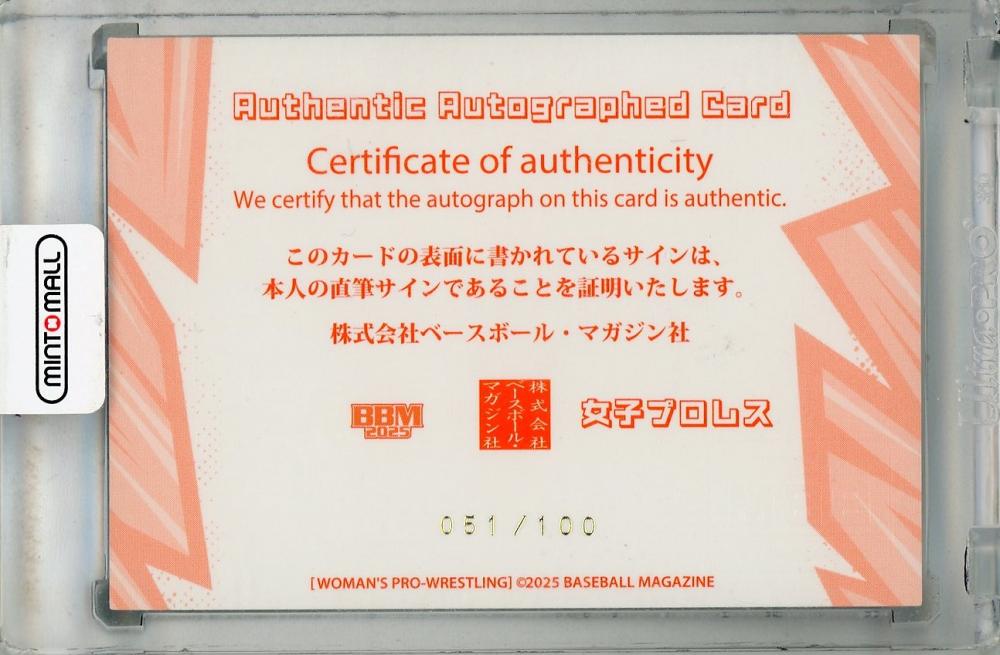 Authentic Autographed Card
Certificate of authenticity
We certify that the autograph on this card is authentic.
このカードの表面に書かれているサインは、
本人の直筆サインであることを証明いたします。
株式会社ベースボール・マガジン社
MINTOMALL
BBM
2025
株式会社
ベースボール・
マガジン社
女子プロレス
051/100
[WOMAN'S PRO-WRESTLING] ©2025 BASEBALL MAGAZINE